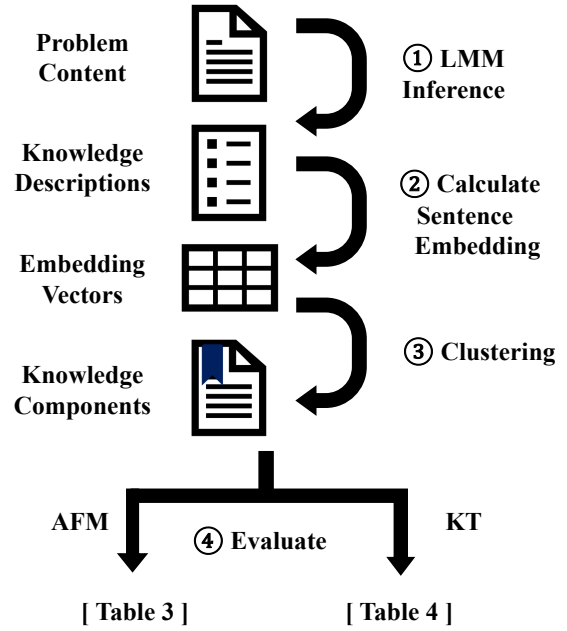 Problem
Content
① LMM
Inference
Knowledge
Descriptions
② Calculate
Sentence
Embedding
Embedding
Vectors
③ Clustering
Knowledge
Components
AFM
④ Evaluate
KT
[ Table 3 ]
[ Table 4 ]